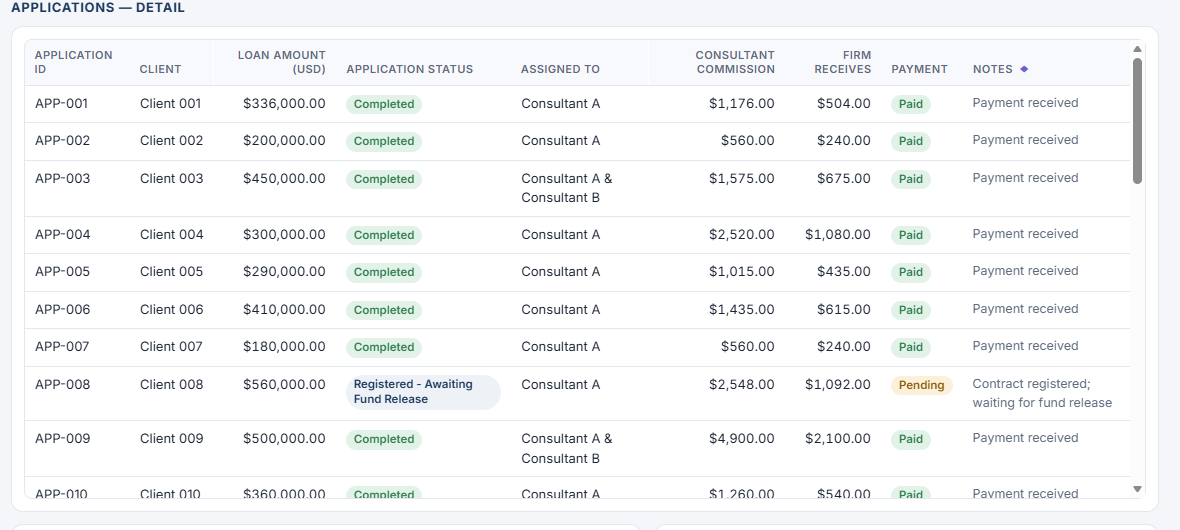 APPLICATIONS — DETAIL
APPLICATION ID CLIENT LOAN AMOUNT (USD) APPLICATION STATUS ASSIGNED TO CONSULTANT COMMISSION FIRM RECEIVES PAYMENT NOTES
APP-001 Client 001 $336,000.00 Completed Consultant A $1,176.00 $504.00 Paid Payment received
APP-002 Client 002 $200,000.00 Completed Consultant A $560.00 $240.00 Paid Payment received
APP-003 Client 003 $450,000.00 Completed Consultant A & Consultant B $1,575.00 $675.00 Paid Payment received
APP-004 Client 004 $300,000.00 Completed Consultant A $2,520.00 $1,080.00 Paid Payment received
APP-005 Client 005 $290,000.00 Completed Consultant A $1,015.00 $435.00 Paid Payment received
APP-006 Client 006 $410,000.00 Completed Consultant A $1,435.00 $615.00 Paid Payment received
APP-007 Client 007 $180,000.00 Completed Consultant A $560.00 $240.00 Paid Payment received
APP-008 Client 008 $560,000.00 Registered - Awaiting Fund Release Consultant A $2,548.00 $1,092.00 Pending Contract registered; waiting for fund release
APP-009 Client 009 $500,000.00 Completed Consultant A & Consultant B $4,900.00 $2,100.00 Paid Payment received
APP-010 Client 010 $360,000.00 Completed Consultant A $1,260.00 $540.00 Paid Payment received